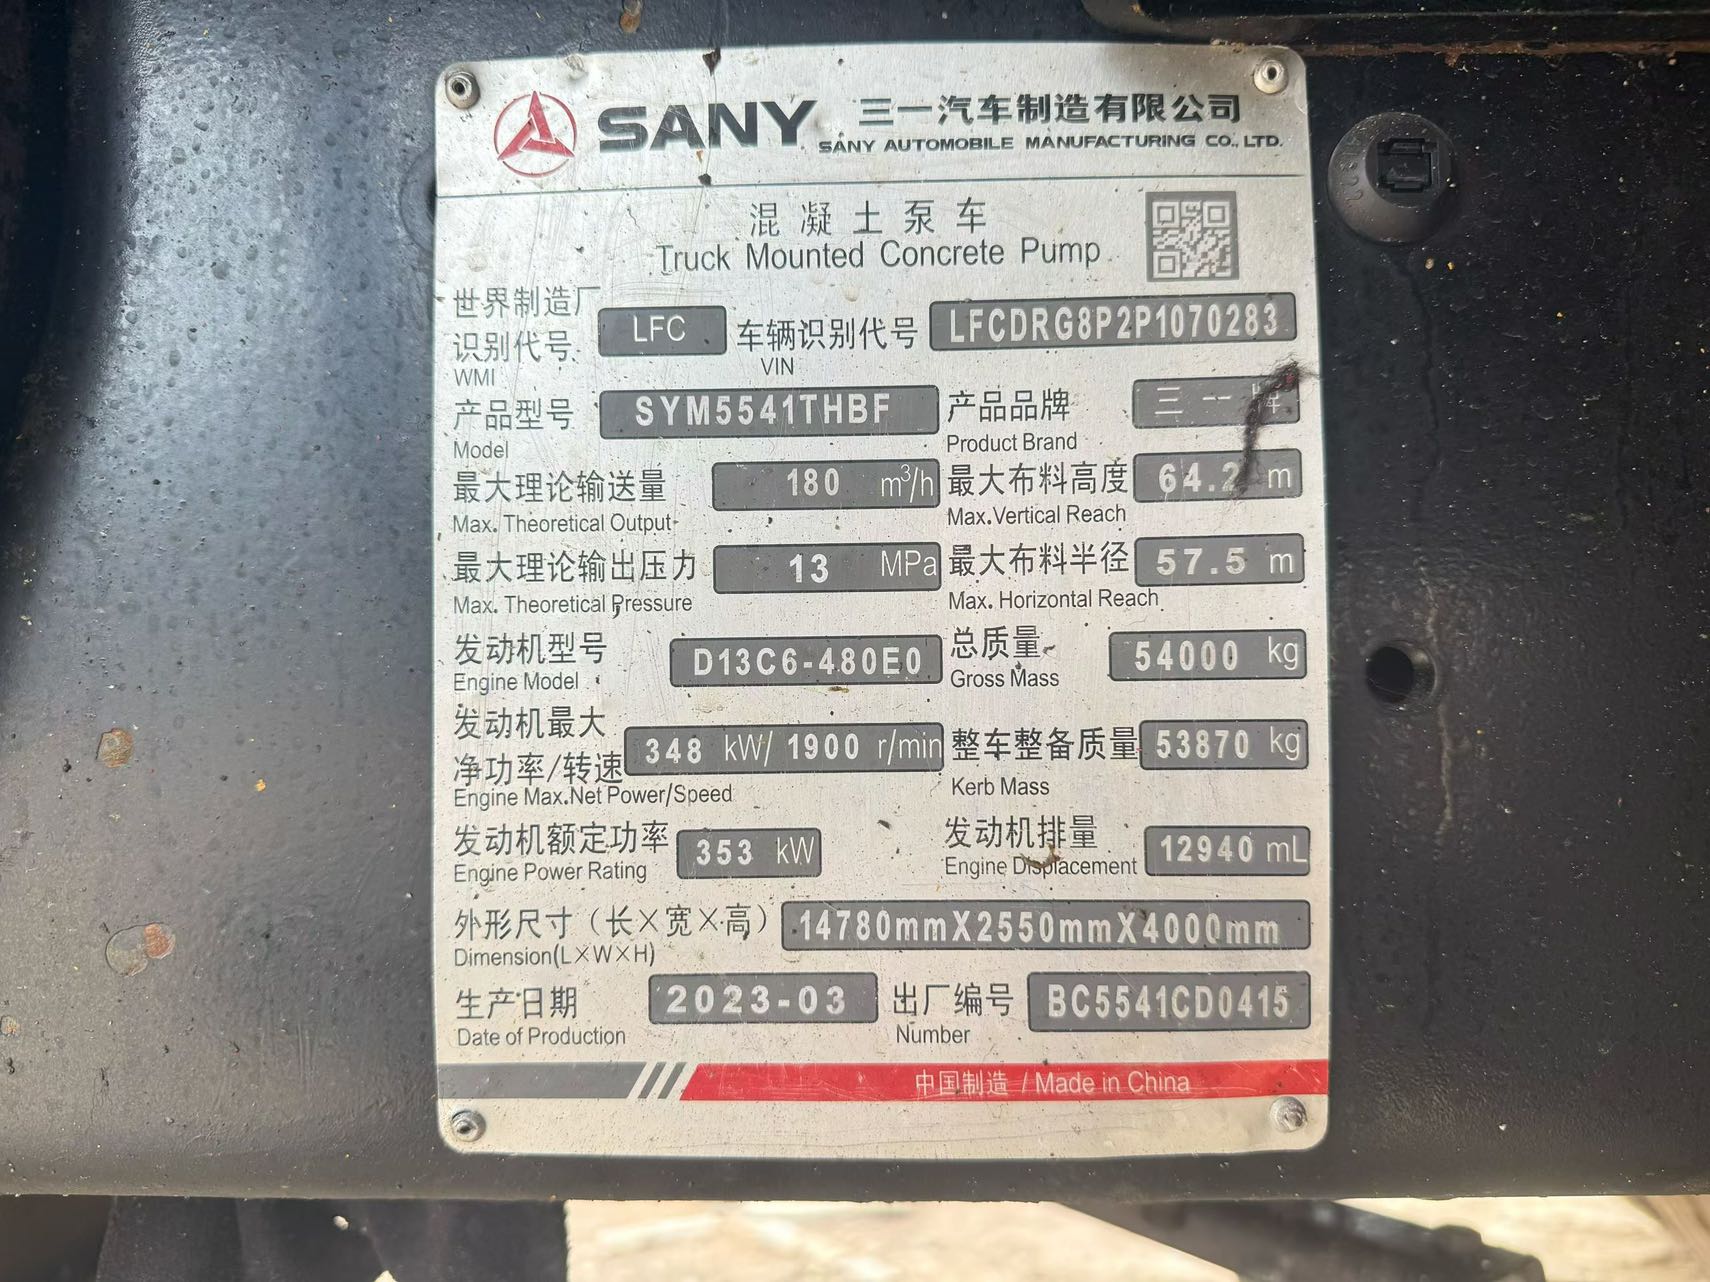 SANY 三一汽车制造有限公司
SANY AUTOMOBILE MANUFACTURING CO., LTD.
混凝土泵车
Truck Mounted Concrete Pump
世界制造厂
识别代号
WMI
LFC
车辆识别代号
VIN
LFCDRG8P2P1070283
产品型号
Model
SYM5541THBF
产品品牌
Product Brand
三一牌
最大理论输送量
Max. Theoretical Output
180 m³/h
最大布料高度
Max.Vertical Reach
64.2 m
最大理论输出压力
Max. Theoretical Pressure
13 MPa
最大布料半径
Max. Horizontal Reach
57.5 m
发动机型号
Engine Model
D13C6-480E0
总质量
Gross Mass
54000 kg
发动机最大
净功率/转速
Engine Max.Net Power/Speed
348 kW/ 1900 r/min
整车整备质量
Kerb Mass
53870 kg
发动机额定功率
Engine Power Rating
353 kW
发动机排量
Engine Displacement
12940 mL
外形尺寸（长×宽×高）
Dimension(L×W×H)
14780mmX2550mmX4000mm
生产日期
Date of Production
2023-03
出厂编号
Number
BC5541CD0415
中国制造 / Made in China